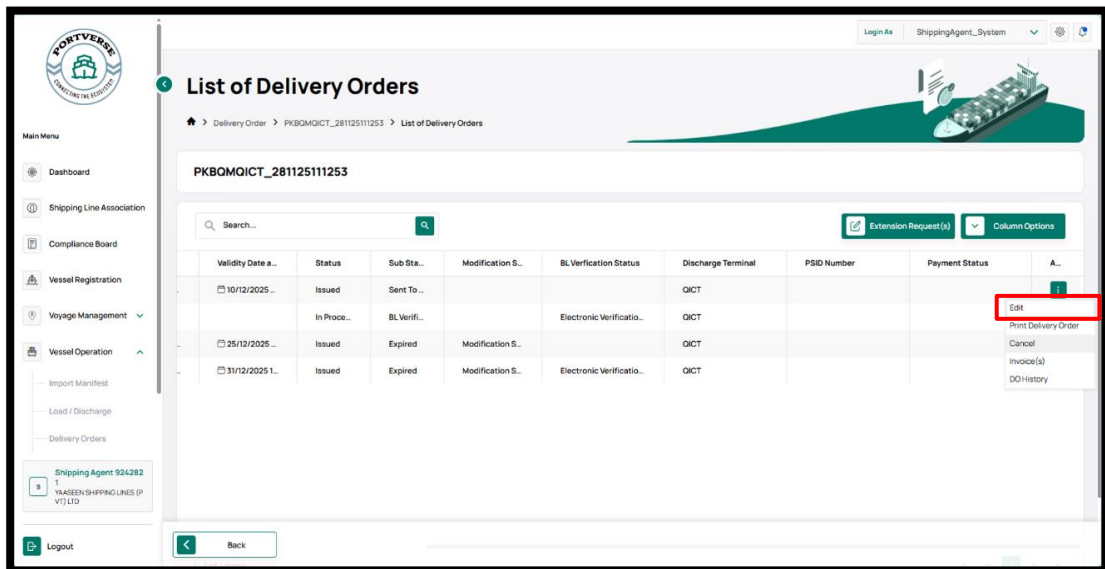 PORTVERSE
CONNECTING THE ECOSYSTEM
Login As ShippingAgent_System
List of Delivery Orders
Delivery Order > PKBQMQICT_281125111253 > List of Delivery Orders
Main Menu
Dashboard
Shipping Line Association
Compliance Board
Vessel Registration
Voyage Management
Vessel Operation
Import Manifest
Load / Discharge
Delivery Orders
Shipping Agent 924282
1
YAASEEN SHIPPING LINES (P
VT) LTD
S
Logout
PKBQMQICT_281125111253
Search...
Extension Request(s)
Column Options
Validity Date a... Status Sub Sta... Modification S... BL Verfication Status Discharge Terminal PSID Number Payment Status A...
10/12/2025 ... Issued Sent To ... QICT
In Proce... BL Verifi... Electronic Verificatio... QICT
25/12/2025 ... Issued Expired Modification S... QICT
31/12/2025 1... Issued Expired Modification S... Electronic Verificatio... QICT
Edit
Print Delivery Order
Cancel
Invoice(s)
DO History
Back